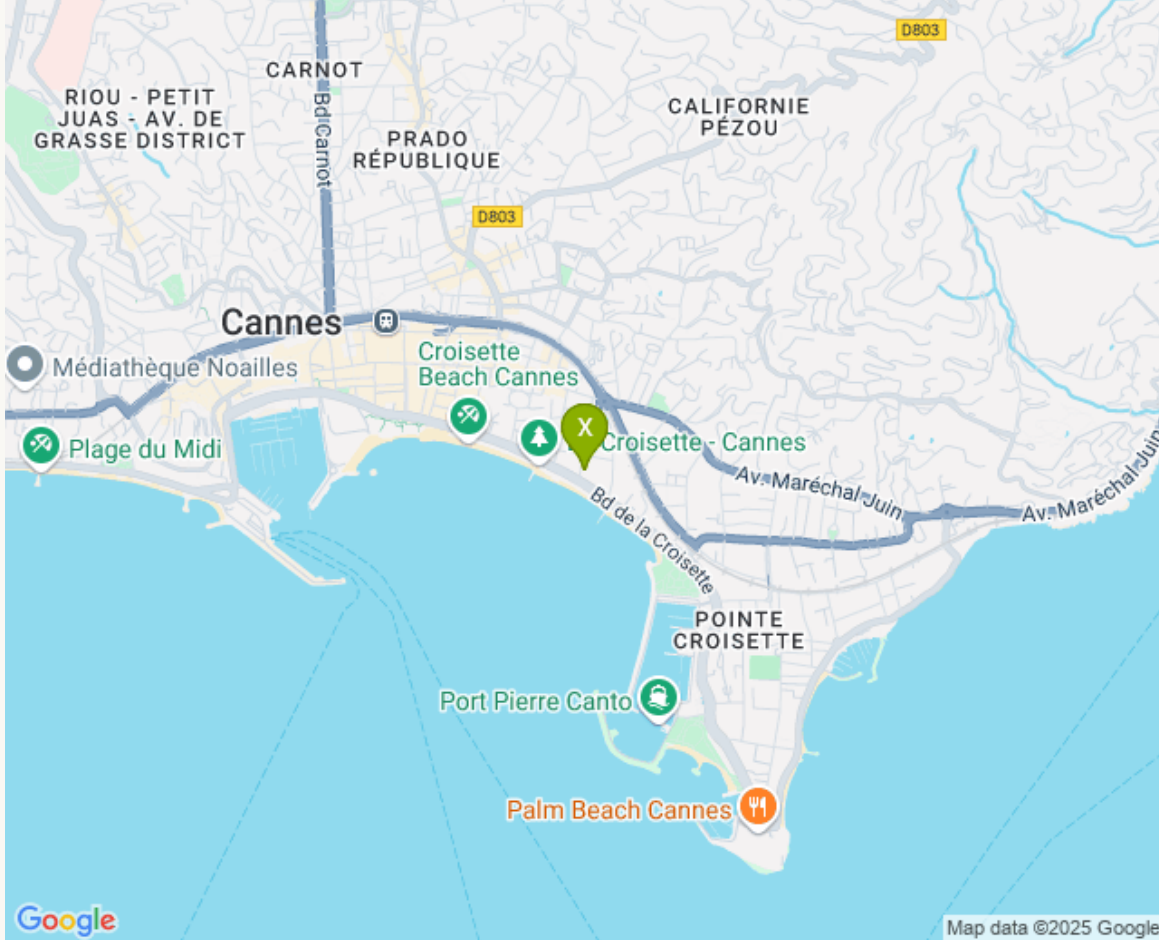 D803
CARNOT
RIOU - PETIT
JUAS - AV. DE
GRASSE DISTRICT
Bd Carnot
PRADO
RÉPUBLIQUE
CALIFORNIE
PÉZOU
D803
Cannes
Médiathèque Noailles
Croisette
Beach Cannes
Plage du Midi
X
Croisette - Cannes
Av. Maréchal Juin
Av. Maréchal Juin
Bd de la Croisette
POINTE
CROISETTE
Port Pierre Canto
Palm Beach Cannes
Google
Map data ©2025 Google